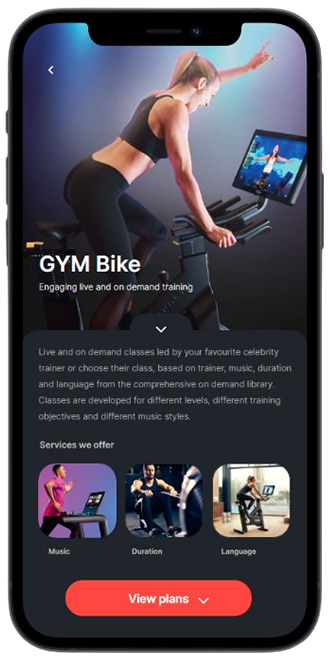 GYM Bike
Engaging live and on demand training
Live and on demand classes led by your favourite celebrity
trainer or choose their class, based on trainer, music, duration
and language from the comprehensive on demand library.
Classes are developed for different levels, different training
objectives and different music styles.
Services we offer
Music
Duration
Language
View plans